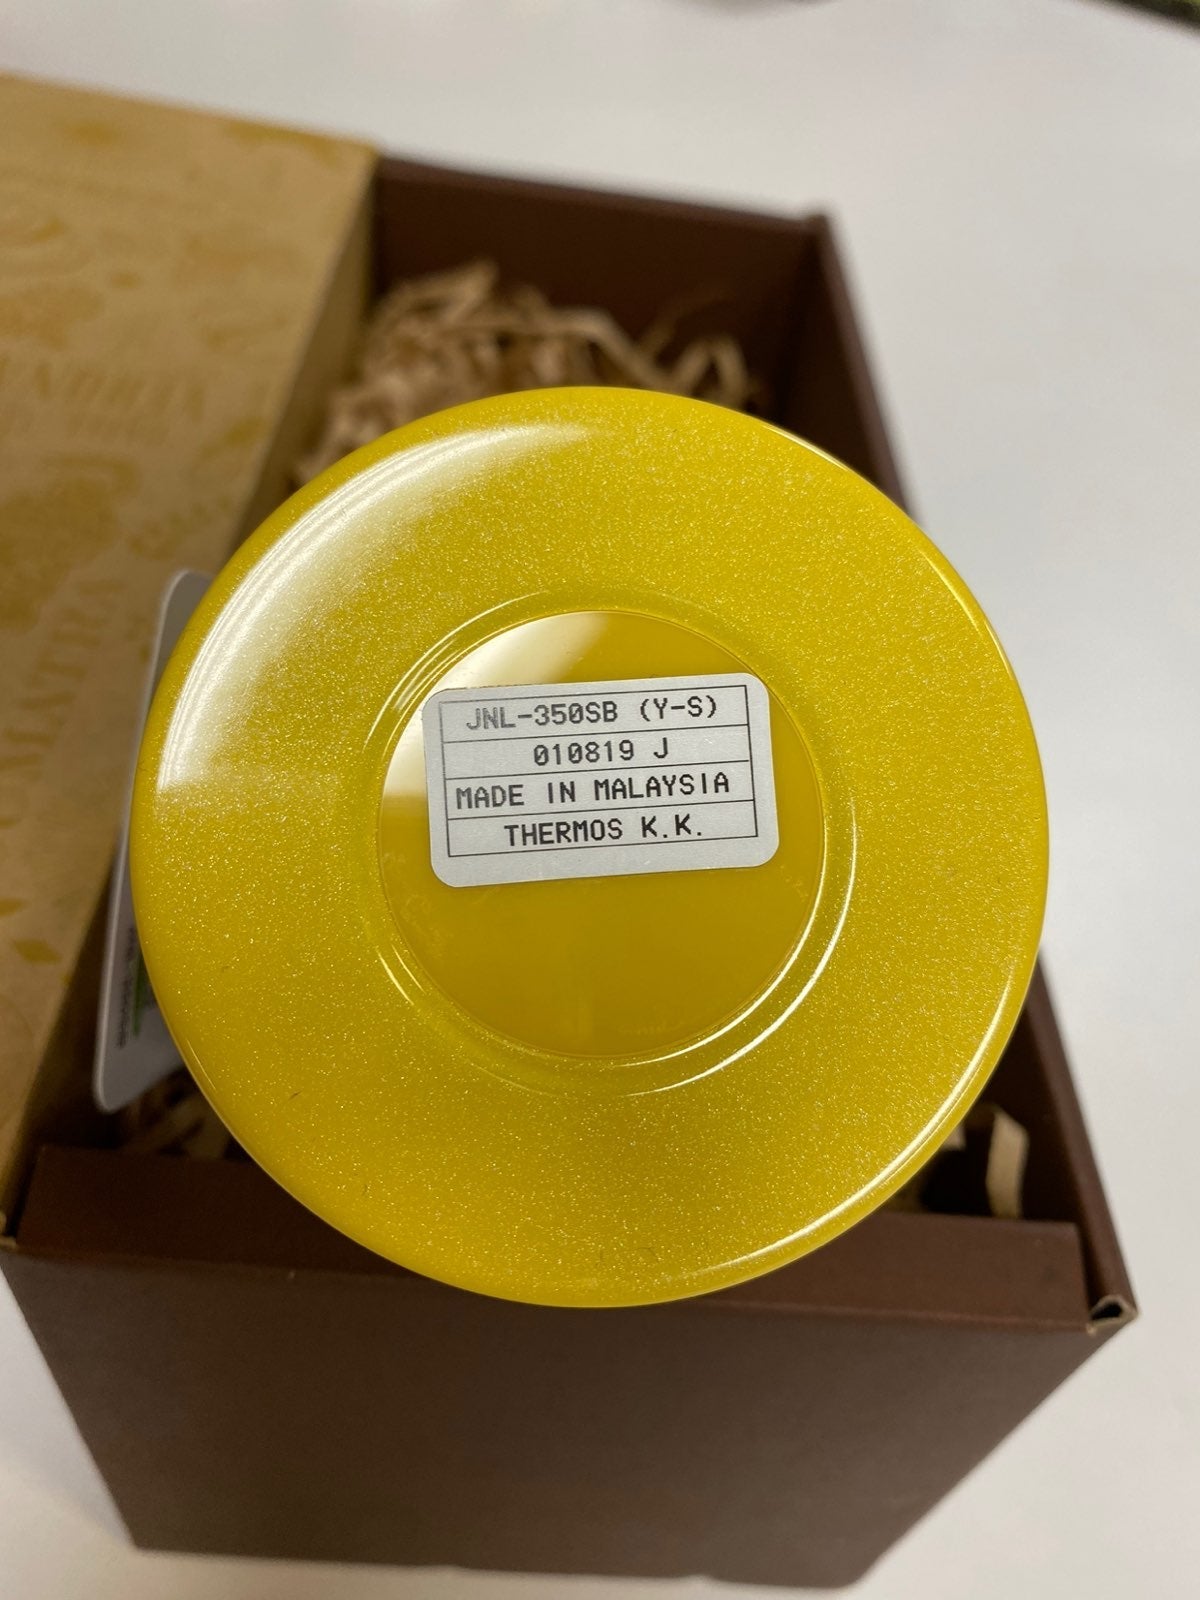 JNL-350SB (Y-S)
010819 J
MADE IN MALAYSIA
THERMOS K.K.